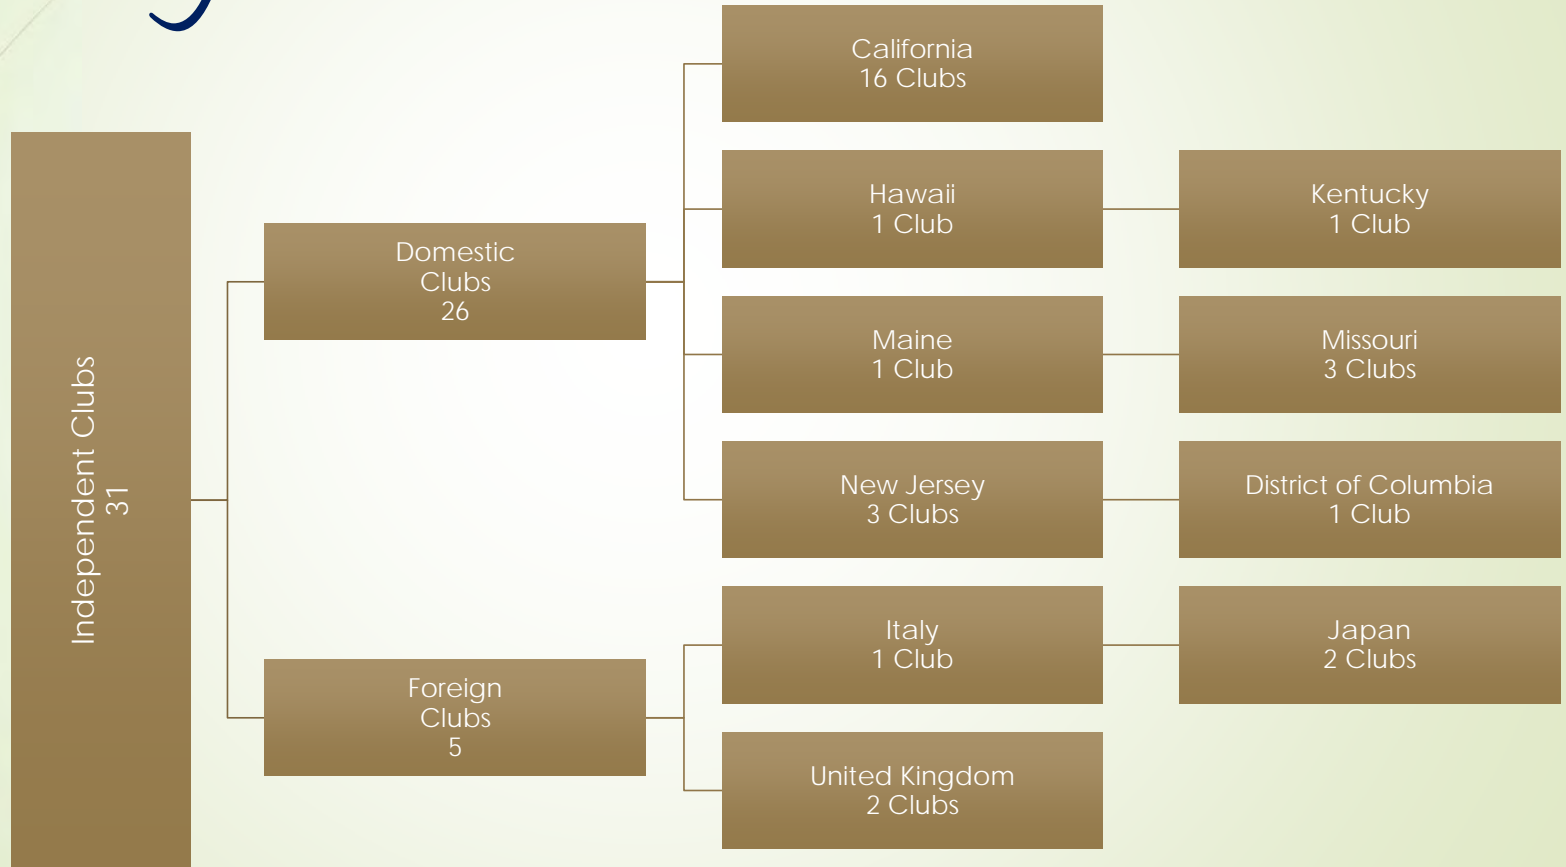 Independent Clubs
31
Domestic
Clubs
26
California
16 Clubs
Hawaii
1 Club
Kentucky
1 Club
Maine
1 Club
Missouri
3 Clubs
New Jersey
3 Clubs
District of Columbia
1 Club
Foreign
Clubs
5
Italy
1 Club
Japan
2 Clubs
United Kingdom
2 Clubs